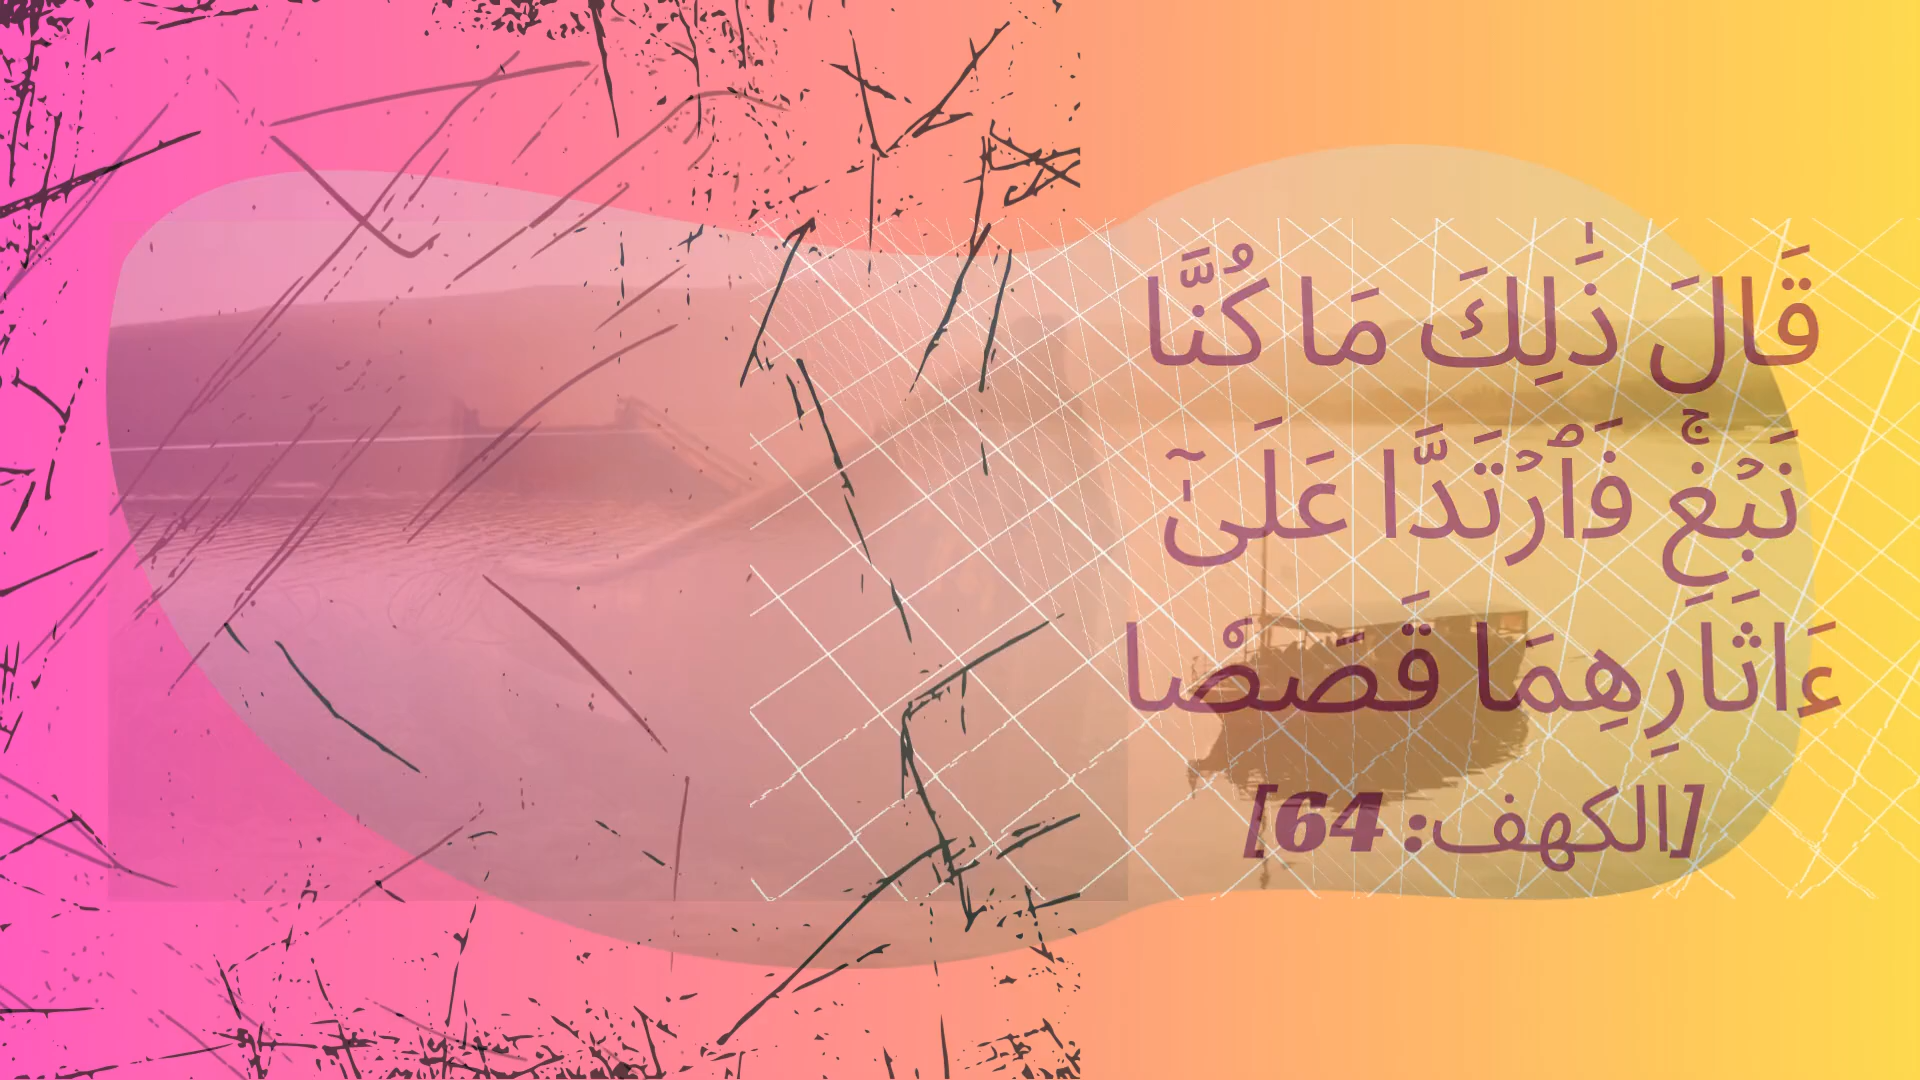 قَالَ ذَٰلِكَ مَا كُنَّا
نَبۡغِۚ فَٱرۡتَدَّا عَلَىٰٓ
ءَاثَارِهِمَا قَصَصٗا
[الكهف: 64]